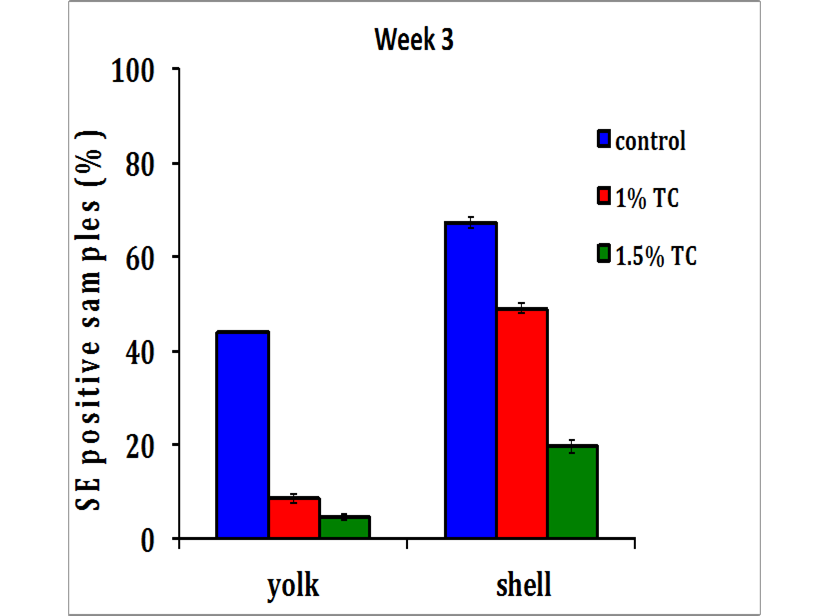 Week 3
100
80
60
40
20
0
SE positive samples (%)
control
1% TC
1.5% TC
yolk
shell